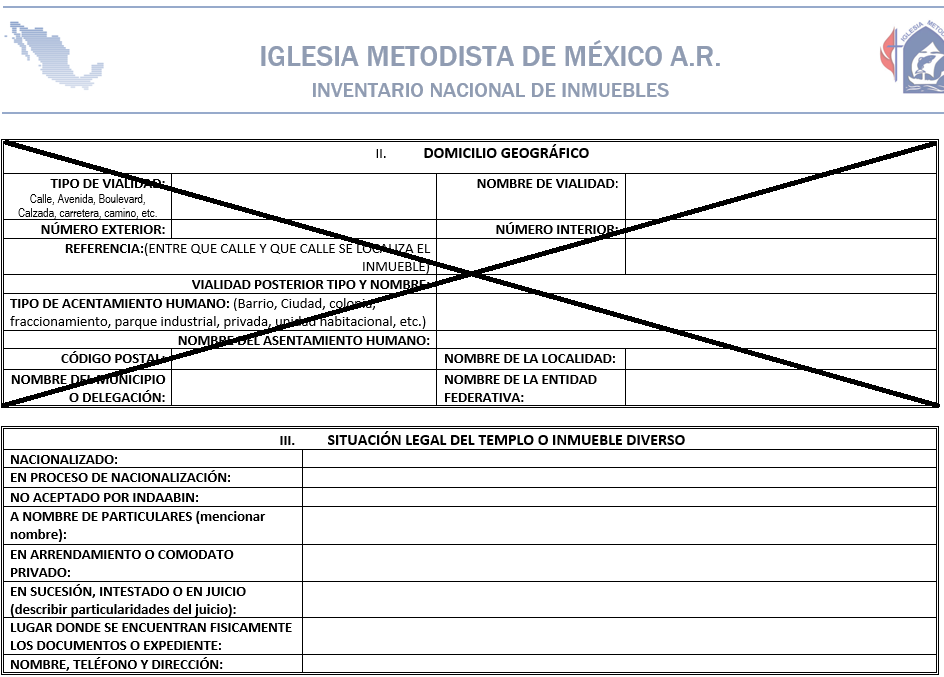 IGLESIA METODISTA DE MÉXICO A.R.
INVENTARIO NACIONAL DE INMUEBLES
IGLESIA
II. DOMICILIO GEOGRÁFICO
TIPO DE VIALIDAD:
Calle, Avenida, Boulevard,
Calzada, carretera, camino, etc.
NOMBRE DE VIALIDAD:
NÚMERO EXTERIOR:
NÚMERO INTERIOR:
REFERENCIA:(ENTRE QUE CALLE Y QUE CALLE SE LOCALIZA EL
INMUEBLE)
VIALIDAD POSTERIOR TIPO Y NOMBRE:
TIPO DE ACENTAMIENTO HUMANO: (Barrio, Ciudad, colonia,
fraccionamiento, parque industrial, privada, unidad habitacional, etc.)
NOMBRE DEL ASENTAMIENTO HUMANO:
CÓDIGO POSTAL:
NOMBRE DE LA LOCALIDAD:
NOMBRE DEL MUNICIPIO
O DELEGACIÓN:
NOMBRE DE LA ENTIDAD
FEDERATIVA:
III. SITUACIÓN LEGAL DEL TEMPLO O INMUEBLE DIVERSO
NACIONALIZADO:
EN PROCESO DE NACIONALIZACIÓN:
NO ACEPTADO POR INDAABIN:
A NOMBRE DE PARTICULARES (mencionar
nombre):
EN ARRENDAMIENTO O COMODATO
PRIVADO:
EN SUCESIÓN, INTESTADO O EN JUICIO
(describir particularidades del juicio):
LUGAR DONDE SE ENCUENTRAN FISICAMENTE
LOS DOCUMENTOS O EXPEDIENTE:
NOMBRE, TELÉFONO Y DIRECCIÓN: